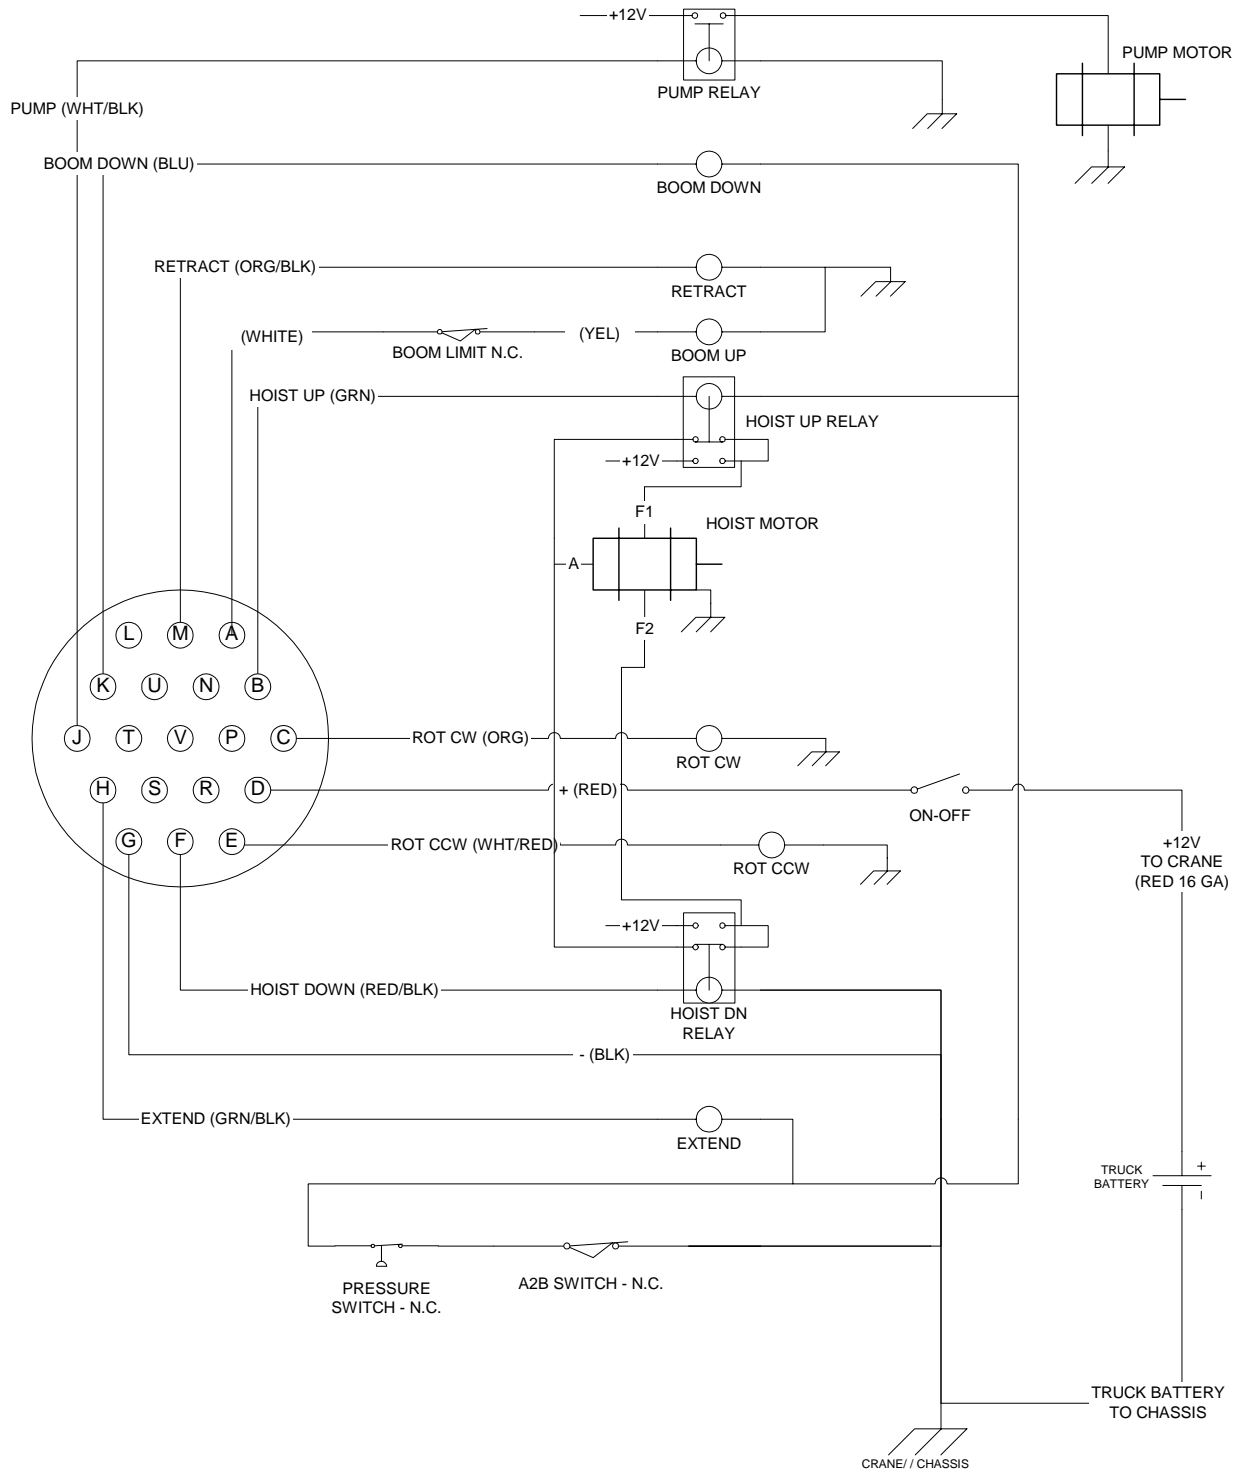 +12V
PUMP MOTOR
PUMP RELAY
PUMP (WHT/BLK)
BOOM DOWN (BLU)
BOOM DOWN
RETRACT (ORG/BLK)
RETRACT
(WHITE)
(YEL)
BOOM LIMIT N.C.
BOOM UP
HOIST UP (GRN)
HOIST UP RELAY
+12V
F1
HOIST MOTOR
A
F2
L M A
K U N B
J T V P C
ROT CW (ORG)
ROT CW
H S R D
+ (RED)
ON-OFF
G F E
ROT CCW (WHT/RED)
ROT CCW
+12V
TO CRANE
(RED 16 GA)
+12V
HOIST DOWN (RED/BLK)
HOIST DN
RELAY
- (BLK)
EXTEND (GRN/BLK)
EXTEND
TRUCK
BATTERY
+
–
PRESSURE
SWITCH - N.C.
A2B SWITCH - N.C.
TRUCK BATTERY
TO CHASSIS
CRANE/ / CHASSIS